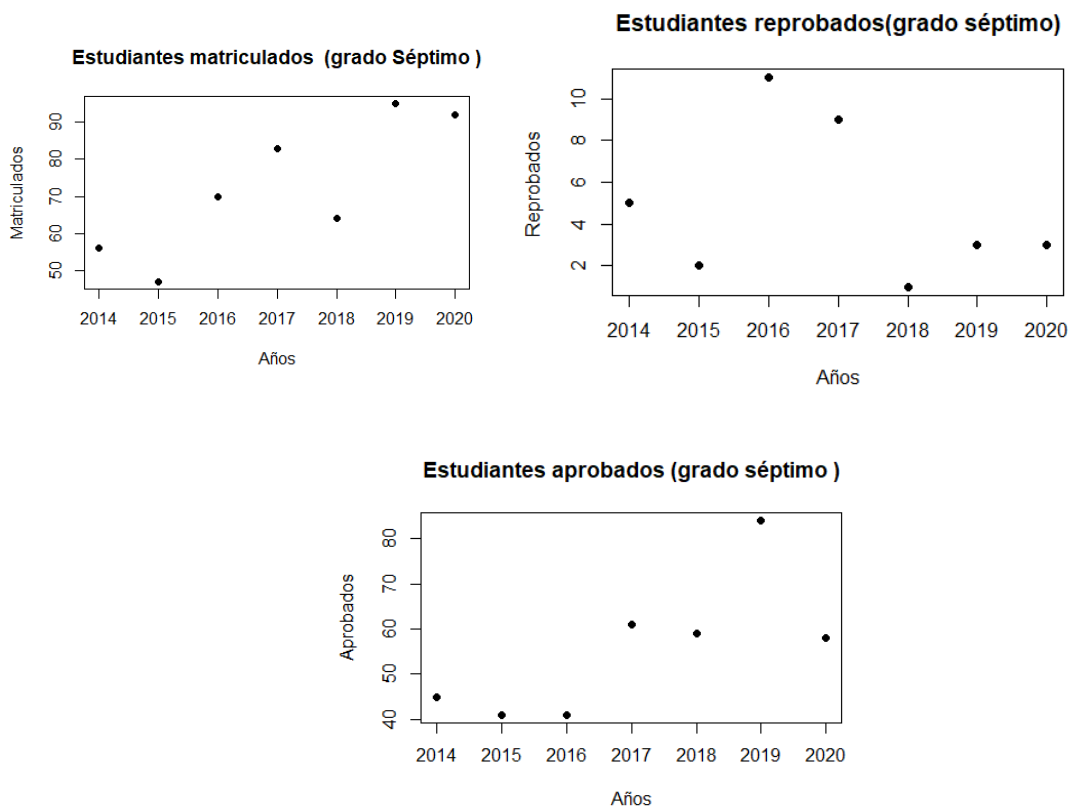 Estudiantes matriculados  (grado Séptimo )
Matriculados
90
80
70
60
50
2014 2015 2016 2017 2018 2019 2020
Años
Estudiantes reprobados(grado séptimo)
Reprobados
10
8
6
4
2
2014 2015 2016 2017 2018 2019 2020
Años
Estudiantes aprobados (grado séptimo )
Aprobados
80
70
60
50
40
2014 2015 2016 2017 2018 2019 2020
Años